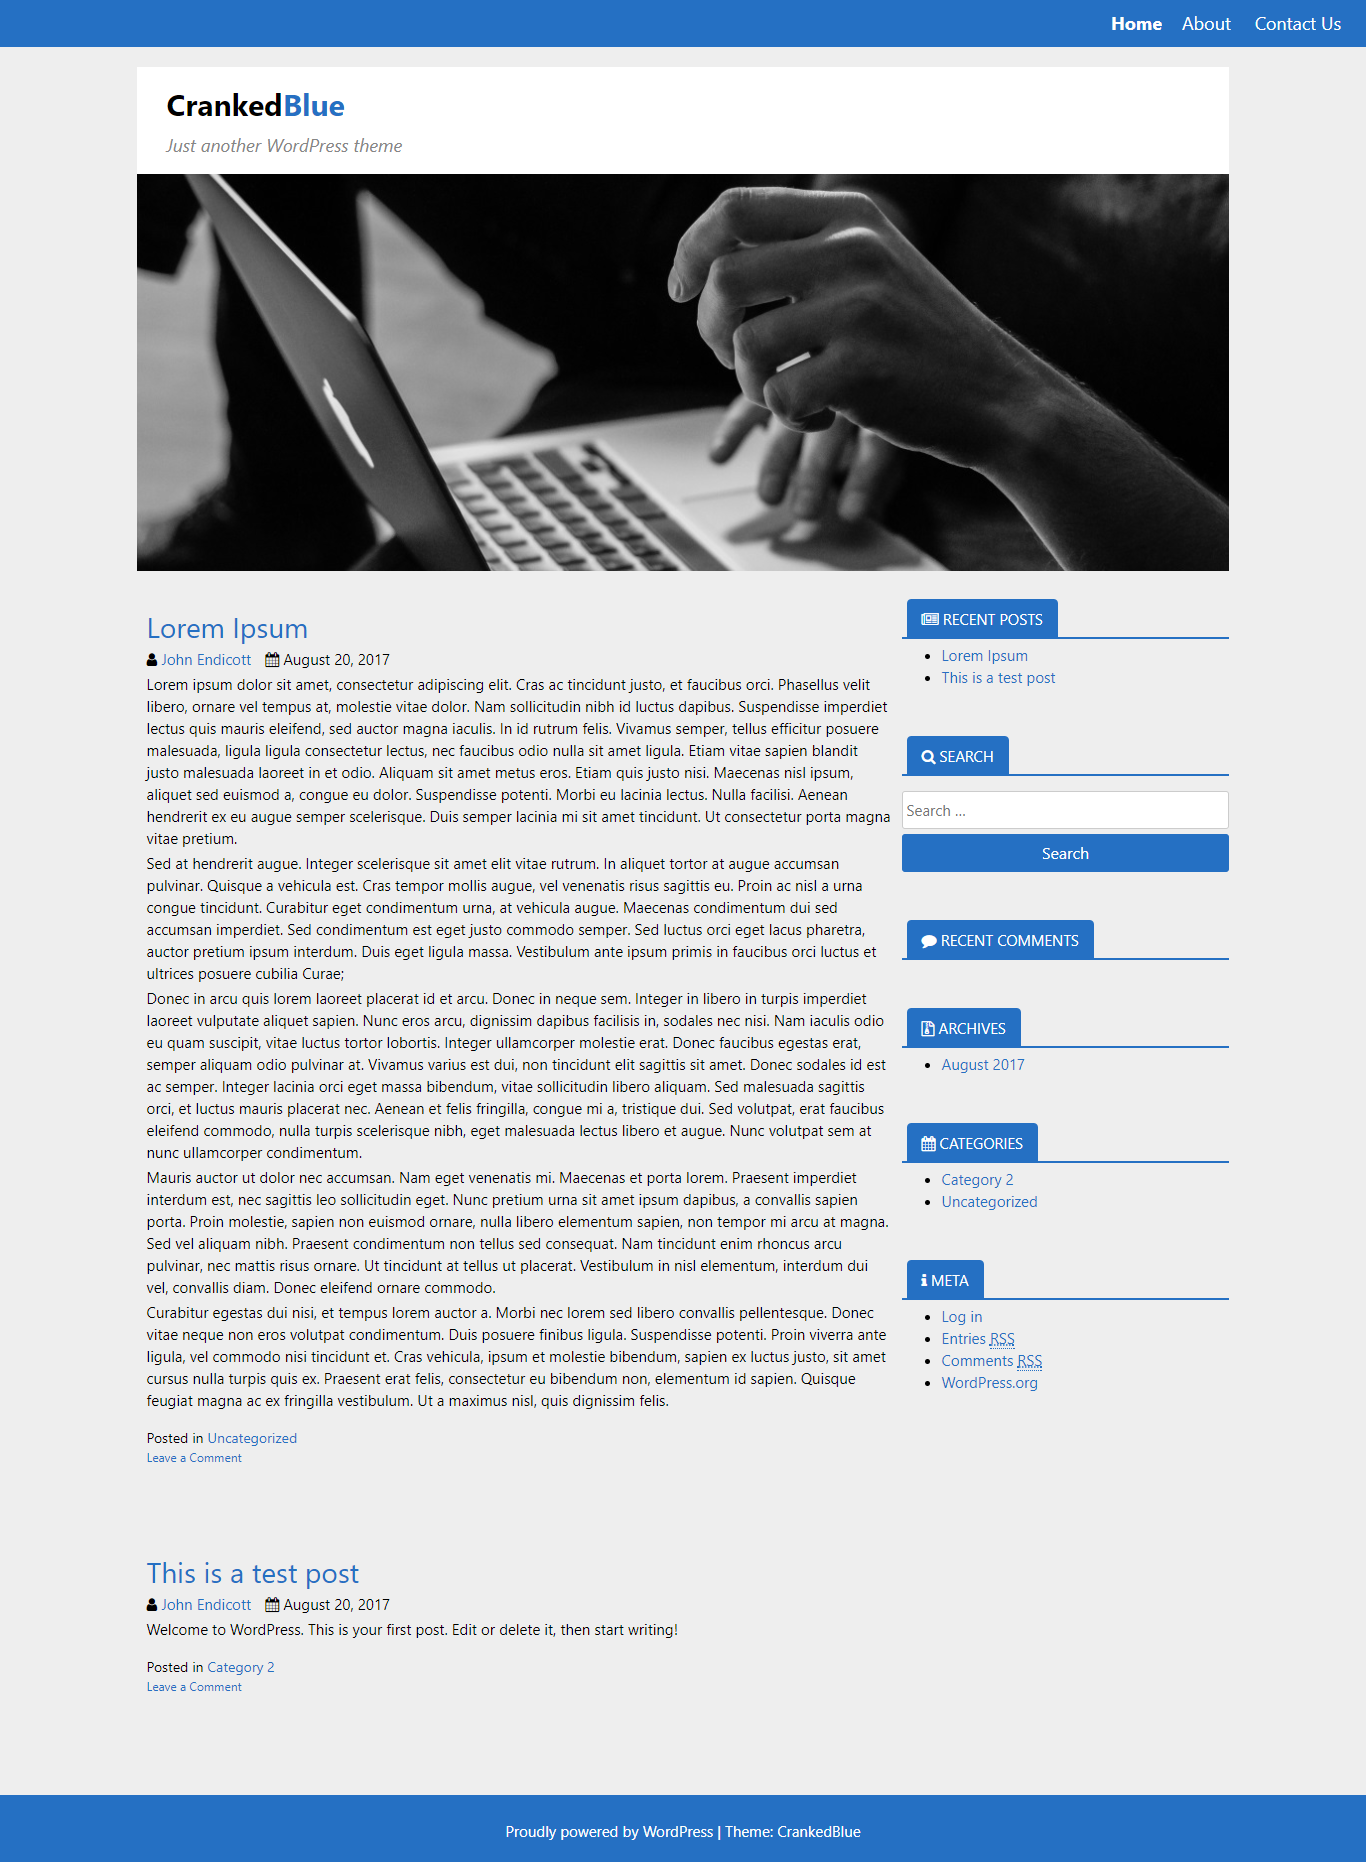 Home About Contact Us
CrankedBlue
Just another WordPress theme
Lorem Ipsum
John Endicott August 20, 2017
Lorem ipsum dolor sit amet, consectetur adipiscing elit. Cras ac tincidunt justo, et faucibus orci. Phasellus velit
libero, ornare vel tempus at, molestie vitae dolor. Nam sollicitudin nibh id luctus dapibus. Suspendisse imperdiet
lectus quis mauris eleifend, sed auctor magna iaculis. In id rutrum felis. Vivamus semper, tellus efficitur posuere
malesuada, ligula ligula consectetur lectus, nec faucibus odio nulla sit amet ligula. Etiam vitae sapien blandit
justo malesuada laoreet in et odio. Aliquam sit amet metus eros. Etiam quis justo nisi. Maecenas nisl ipsum,
aliquet sed euismod a, congue eu dolor. Suspendisse potenti. Morbi eu lacinia lectus. Nulla facilisi. Aenean
hendrerit ex eu augue semper scelerisque. Duis semper lacinia mi sit amet tincidunt. Ut consectetur porta magna
vitae pretium.
Sed at hendrerit augue. Integer scelerisque sit amet elit vitae rutrum. In aliquet tortor at augue accumsan
pulvinar. Quisque a vehicula est. Cras tempor mollis augue, vel venenatis risus sagittis eu. Proin ac nisl a urna
congue tincidunt. Curabitur eget condimentum urna, at vehicula augue. Maecenas condimentum dui sed
accumsan imperdiet. Sed condimentum est eget justo commodo semper. Sed luctus orci eget lacus pharetra,
auctor pretium ipsum interdum. Duis eget ligula massa. Vestibulum ante ipsum primis in faucibus orci luctus et
ultrices posuere cubilia Curae;
Donec in arcu quis lorem laoreet placerat id et arcu. Donec in neque sem. Integer in libero in turpis imperdiet
laoreet vulputate aliquet sapien. Nunc eros arcu, dignissim dapibus facilisis in, sodales nec nisi. Nam iaculis odio
eu quam suscipit, vitae luctus tortor lobortis. Integer ullamcorper molestie erat. Donec faucibus egestas erat,
semper aliquam odio pulvinar at. Vivamus varius est dui, non tincidunt elit sagittis sit amet. Donec sodales id est
ac semper. Integer lacinia orci eget massa bibendum, vitae sollicitudin libero aliquam. Sed malesuada sagittis
orci, et luctus mauris placerat nec. Aenean et felis fringilla, congue mi a, tristique dui. Sed volutpat, erat faucibus
eleifend commodo, nulla turpis scelerisque nibh, eget malesuada lectus libero et augue. Nunc volutpat sem at
nunc ullamcorper condimentum.
Mauris auctor ut dolor nec accumsan. Nam eget venenatis mi. Maecenas et porta lorem. Praesent imperdiet
interdum est, nec sagittis leo sollicitudin eget. Nunc pretium urna sit amet ipsum dapibus, a convallis sapien
porta. Proin molestie, sapien non euismod ornare, nulla libero elementum sapien, non tempor mi arcu at magna.
Sed vel aliquam nibh. Praesent condimentum non tellus sed consequat. Nam tincidunt enim rhoncus arcu
pulvinar, nec mattis risus ornare. Ut tincidunt at tellus ut placerat. Vestibulum in nisl elementum, interdum dui
vel, convallis diam. Donec eleifend ornare commodo.
Curabitur egestas dui nisi, et tempus lorem auctor a. Morbi nec lorem sed libero convallis pellentesque. Donec
vitae neque non eros volutpat condimentum. Duis posuere finibus ligula. Suspendisse potenti. Proin viverra ante
ligula, vel commodo nisi tincidunt et. Cras vehicula, ipsum et molestie bibendum, sapien ex luctus justo, sit amet
cursus nulla turpis quis ex. Praesent erat felis, consectetur eu bibendum non, elementum id sapien. Quisque
feugiat magna ac ex fringilla vestibulum. Ut a maximus nisl, quis dignissim felis.
Posted in Uncategorized
Leave a Comment
This is a test post
John Endicott August 20, 2017
Welcome to WordPress. This is your first post. Edit or delete it, then start writing!
Posted in Category 2
Leave a Comment
RECENT POSTS
Lorem Ipsum
This is a test post
SEARCH
Search ...
Search
RECENT COMMENTS
ARCHIVES
August 2017
CATEGORIES
Category 2
Uncategorized
META
Log in
Entries RSS
Comments RSS
WordPress.org
Proudly powered by WordPress | Theme: CrankedBlue